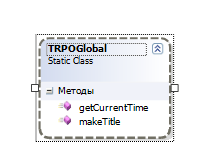 TRPOGlobal
Static Class
Методы
getCurrentTime
makeTitle